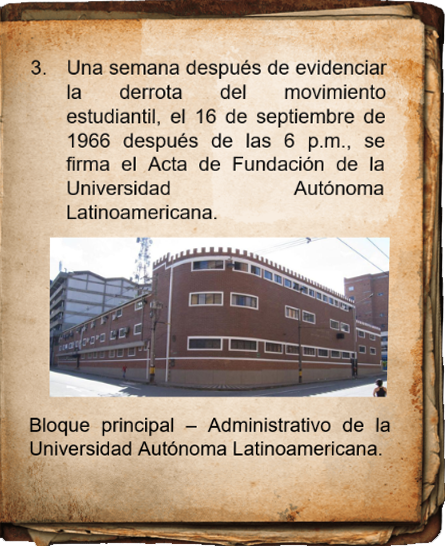 3. Una semana después de evidenciar
la derrota del movimiento
estudiantil, el 16 de septiembre de
1966 después de las 6 p.m., se
firma el Acta de Fundación de la
Universidad Autónoma
Latinoamericana.
Bloque principal – Administrativo de la
Universidad Autónoma Latinoamericana.